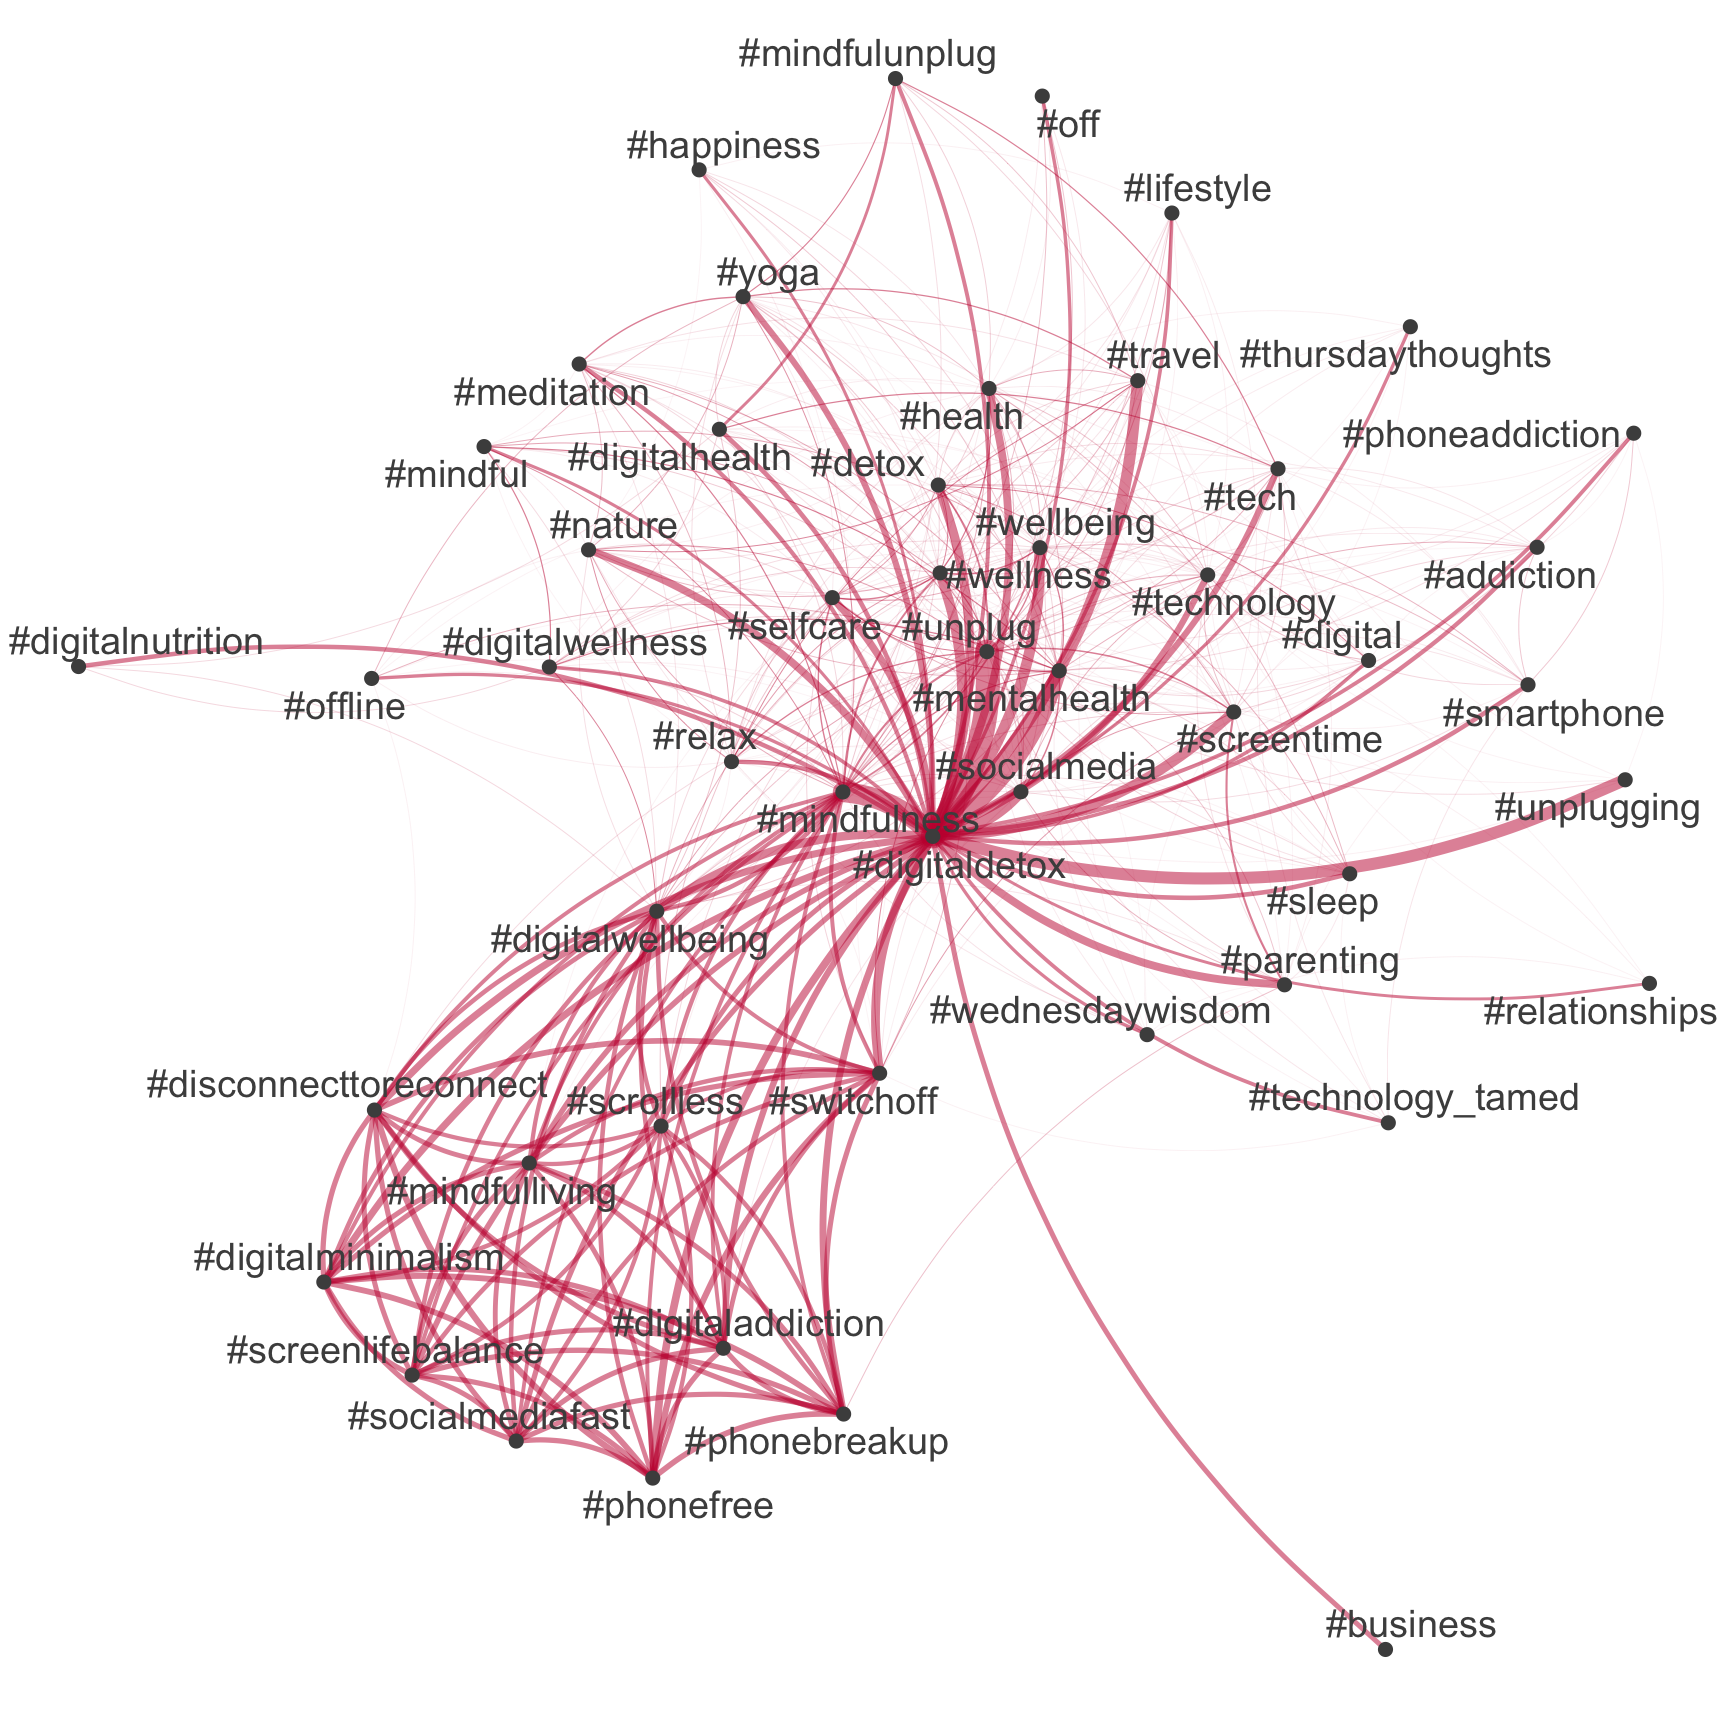 #mindfulunplug
#off
#happiness
#lifestyle
#yoga
#travel
#thursdaythoughts
#meditation
#health
#phoneaddiction
#digitalhealth
#detox
#mindful
#tech
#nature
#wellbeing
#wellness
#addiction
#technology
#selfcare
#unplug
#digital
#digitalnutrition
#digitalwellness
#mentalhealth
#offline
#smartphone
#relax
#screentime
#socialmedia
#unplugging
#mindfulness
#digitaldetox
#sleep
#digitalwellbeing
#parenting
#wednesdaywisdom
#relationships
#disconnecttoreconnect
#scrollless
#switchoff
#technology_tamed
#mindfulliving
#digitalminimalism
#digitaladdiction
#screenlifebalance
#socialmediafast
#phonebreakup
#phonefree
#business